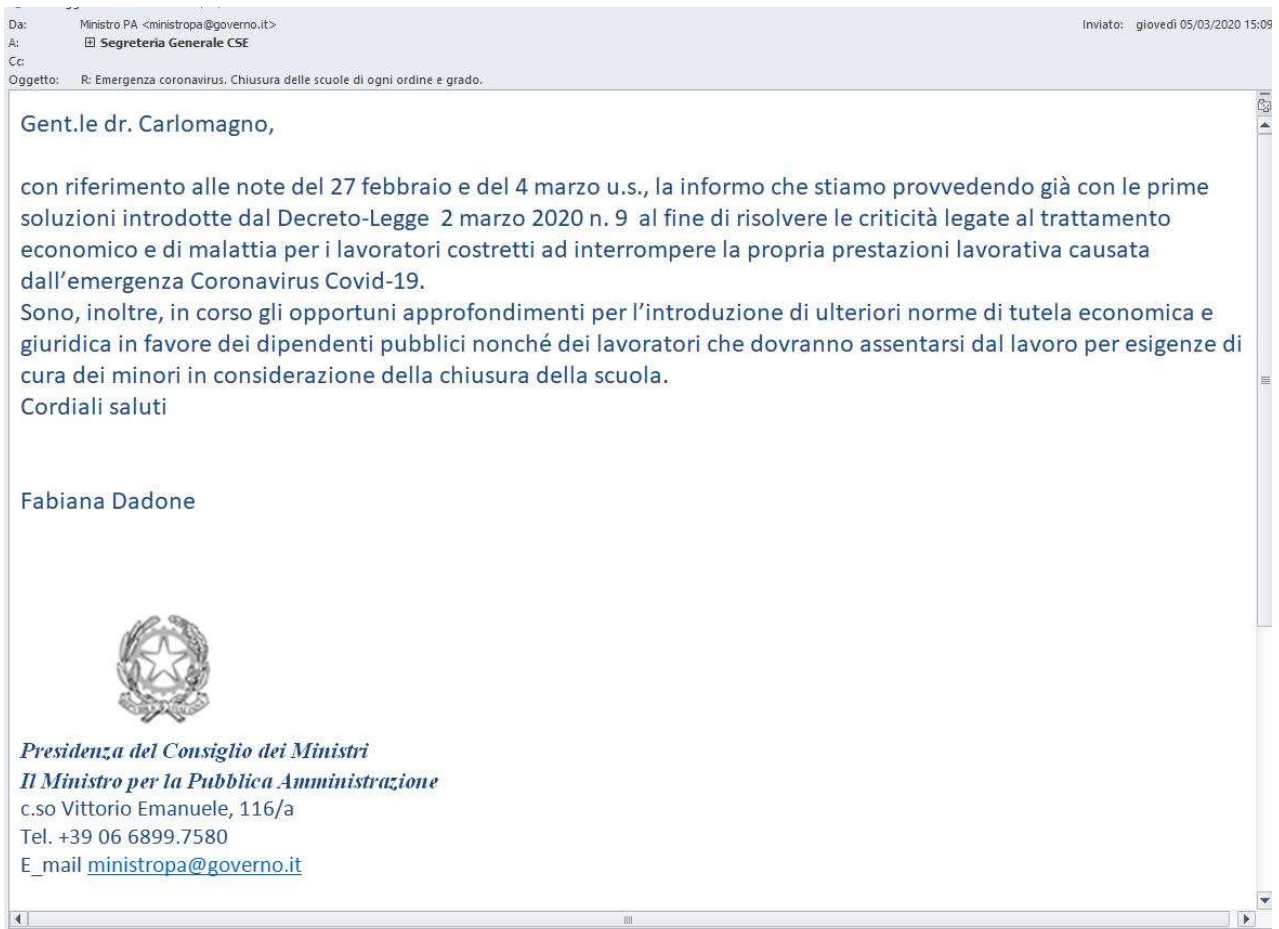 Da: Ministro PA <ministropa@governo.it> Inviato: giovedì 05/03/2020 15:09
A: Segreteria Generale CSE
Cc:
Oggetto: R: Emergenza coronavirus. Chiusura delle scuole di ogni ordine e grado.
Gent.le dr. Carlomagno,
con riferimento alle note del 27 febbraio e del 4 marzo u.s., la informo che stiamo provvedendo già con le prime
soluzioni introdotte dal Decreto-Legge 2 marzo 2020 n. 9 al fine di risolvere le criticità legate al trattamento
economico e di malattia per i lavoratori costretti ad interrompere la propria prestazioni lavorativa causata
dall'emergenza Coronavirus Covid-19.
Sono, inoltre, in corso gli opportuni approfondimenti per l'introduzione di ulteriori norme di tutela economica e
giuridica in favore dei dipendenti pubblici nonché dei lavoratori che dovranno assentarsi dal lavoro per esigenze di
cura dei minori in considerazione della chiusura della scuola.
Cordiali saluti
Fabiana Dadone
Presidenza del Consiglio dei Ministri
Il Ministro per la Pubblica Amministrazione
c.so Vittorio Emanuele, 116/a
Tel. +39 06 6899.7580
E_mail ministropa@governo.it